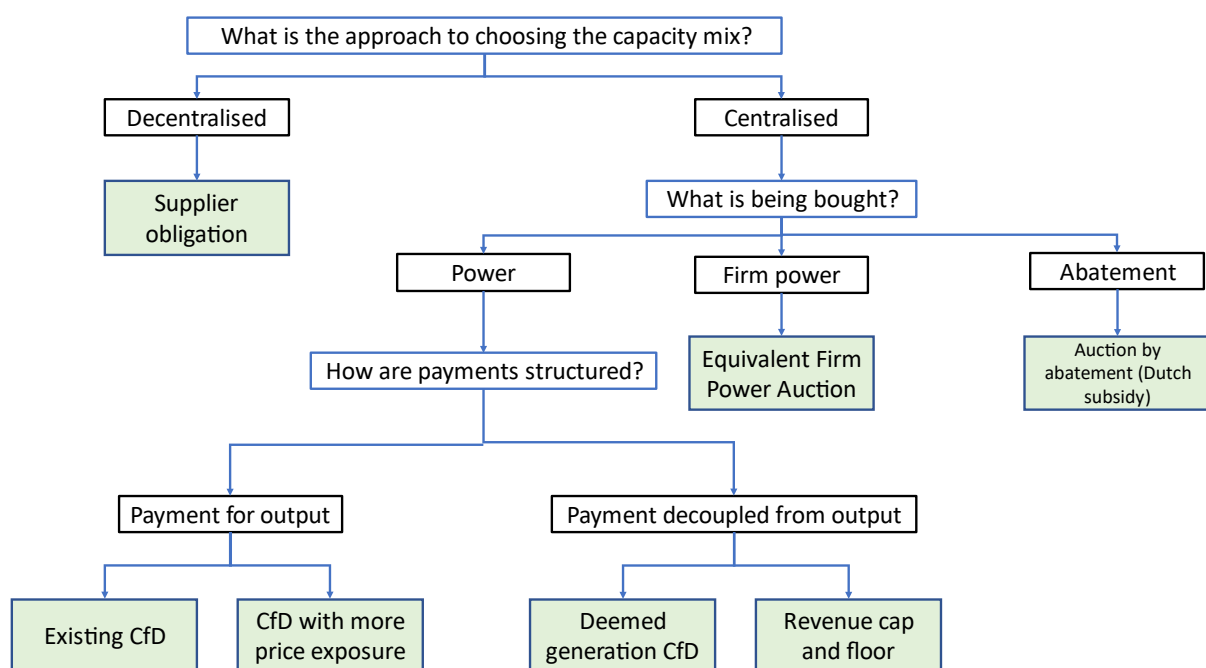 What is the approach to choosing the capacity mix?
Decentralised
Centralised
Supplier
obligation
What is being bought?
Power
Firm power
Abatement
How are payments structured?
Equivalent Firm
Power Auction
Auction by
abatement (Dutch
subsidy)
Payment for output
Payment decoupled from output
Existing CfD
CfD with more
price exposure
Deemed
generation CfD
Revenue cap
and floor